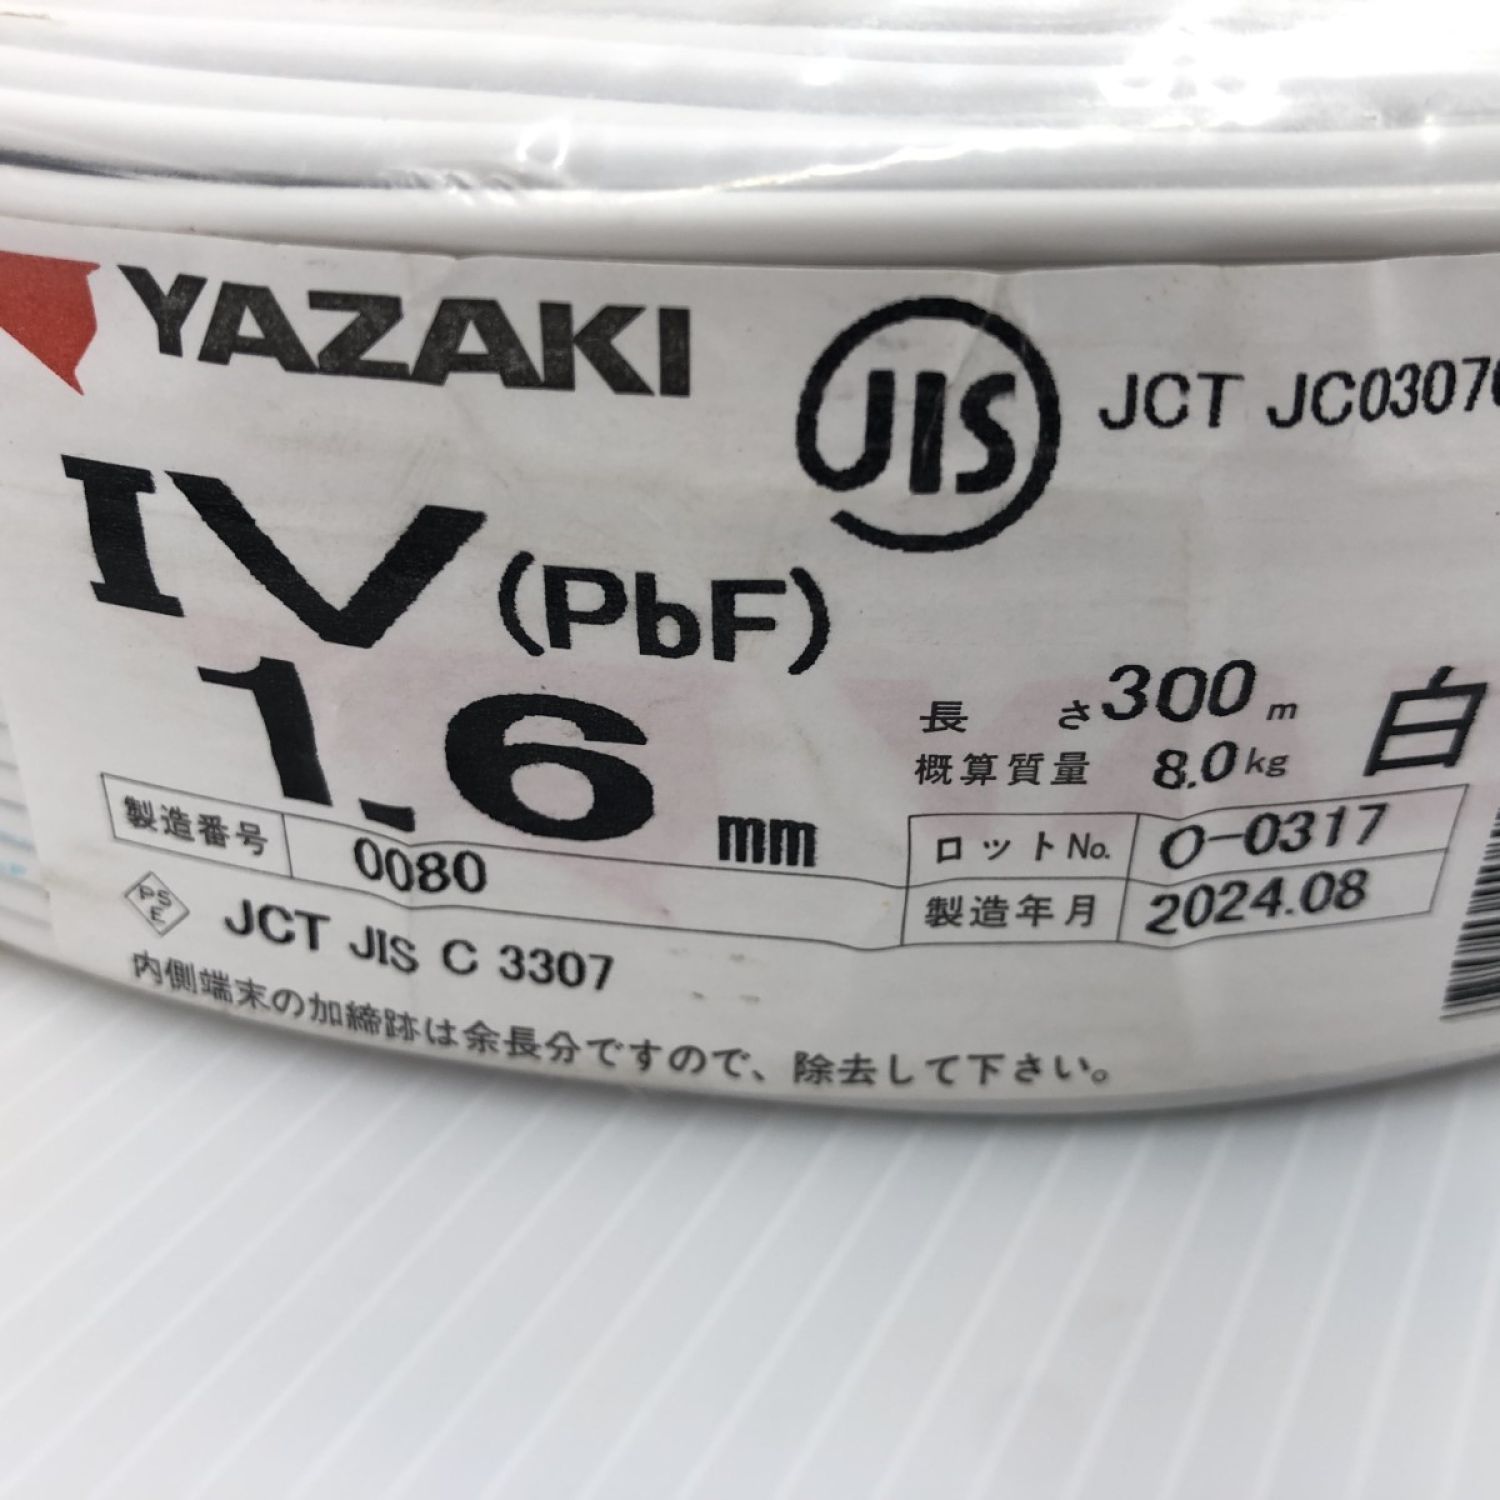 YAZAKI
JIS
JCT JC0307
IV (PbF)
1.6 mm
長さ 300 m
概算質量 8.0kg
白
製造番号 0080
ロットNo. O-0317
製造年月 2024.08
PSE
JCT JIS C 3307
内側端末の加締跡は余長分ですので、除去して下さい。